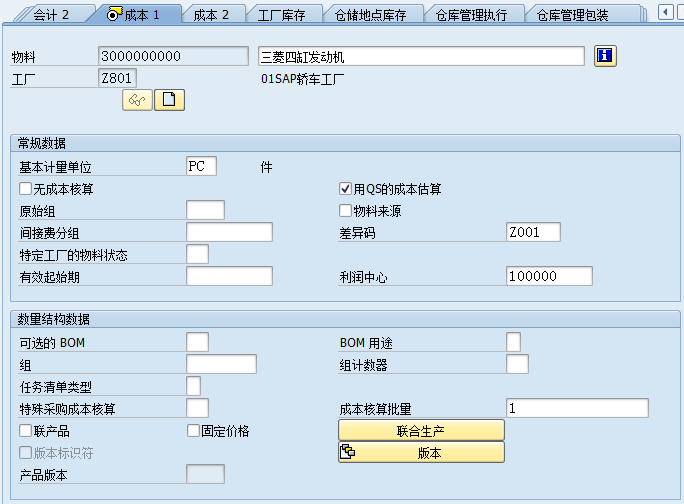 会计 2 成本 1 成本 2 工厂库存 仓储地点库存 仓库管理执行 仓库管理包装
物料 3000000000 三菱四缸发动机
工厂 Z801 01SAP轿车工厂
常规数据
基本计量单位 PC 件
无成本核算 用QS的成本估算
原始组 物料来源
间接费分组 差异码 Z001
特定工厂的物料状态
有效起始期 利润中心 100000
数量结构数据
可选的 BOM BOM 用途
组 组计数器
任务清单类型
特殊采购成本核算 成本核算批量 1
联产品 固定价格 联合生产
版本标识符 版本
产品版本